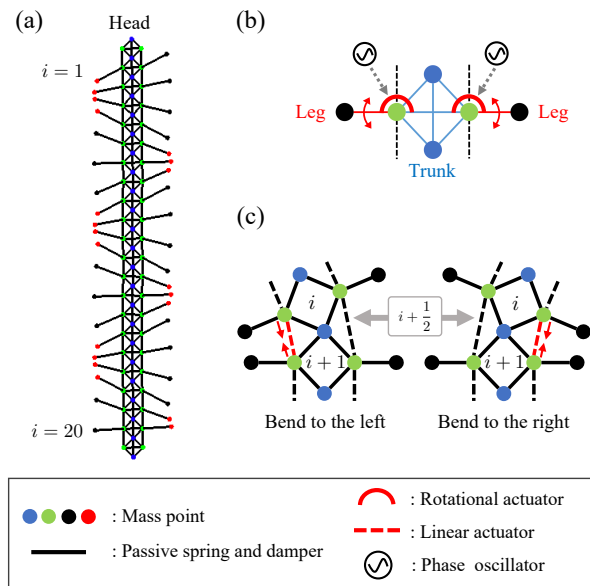 (a)
Head
i = 1
i = 20
(b)
Leg
Leg
Trunk
(c)
i
i + 1
i + 1/2
i
i + 1
Bend to the left
Bend to the right
: Mass point
: Passive spring and damper
: Rotational actuator
: Linear actuator
: Phase oscillator